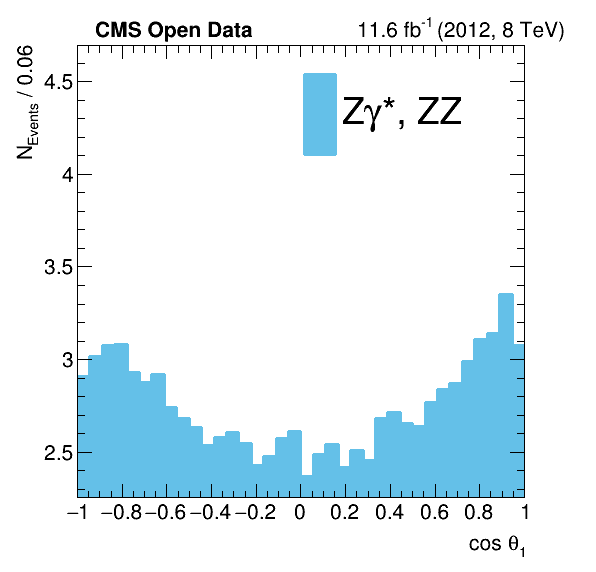 CMS Open Data 11.6 fb⁻¹ (2012, 8 TeV)
N_Events / 0.06
4.5
4
3.5
3
2.5
Zγ*, ZZ
−1 −0.8 −0.6 −0.4 −0.2 0 0.2 0.4 0.6 0.8 1
cos θ₁